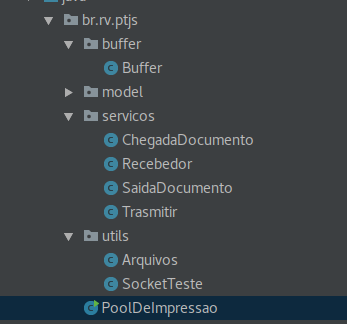 java
br.rv.ptjs
buffer
Buffer
model
servicos
ChegadaDocumento
Recebedor
SaidaDocumento
Trasmitir
utils
Arquivos
SocketTeste
PoolDeImpressao